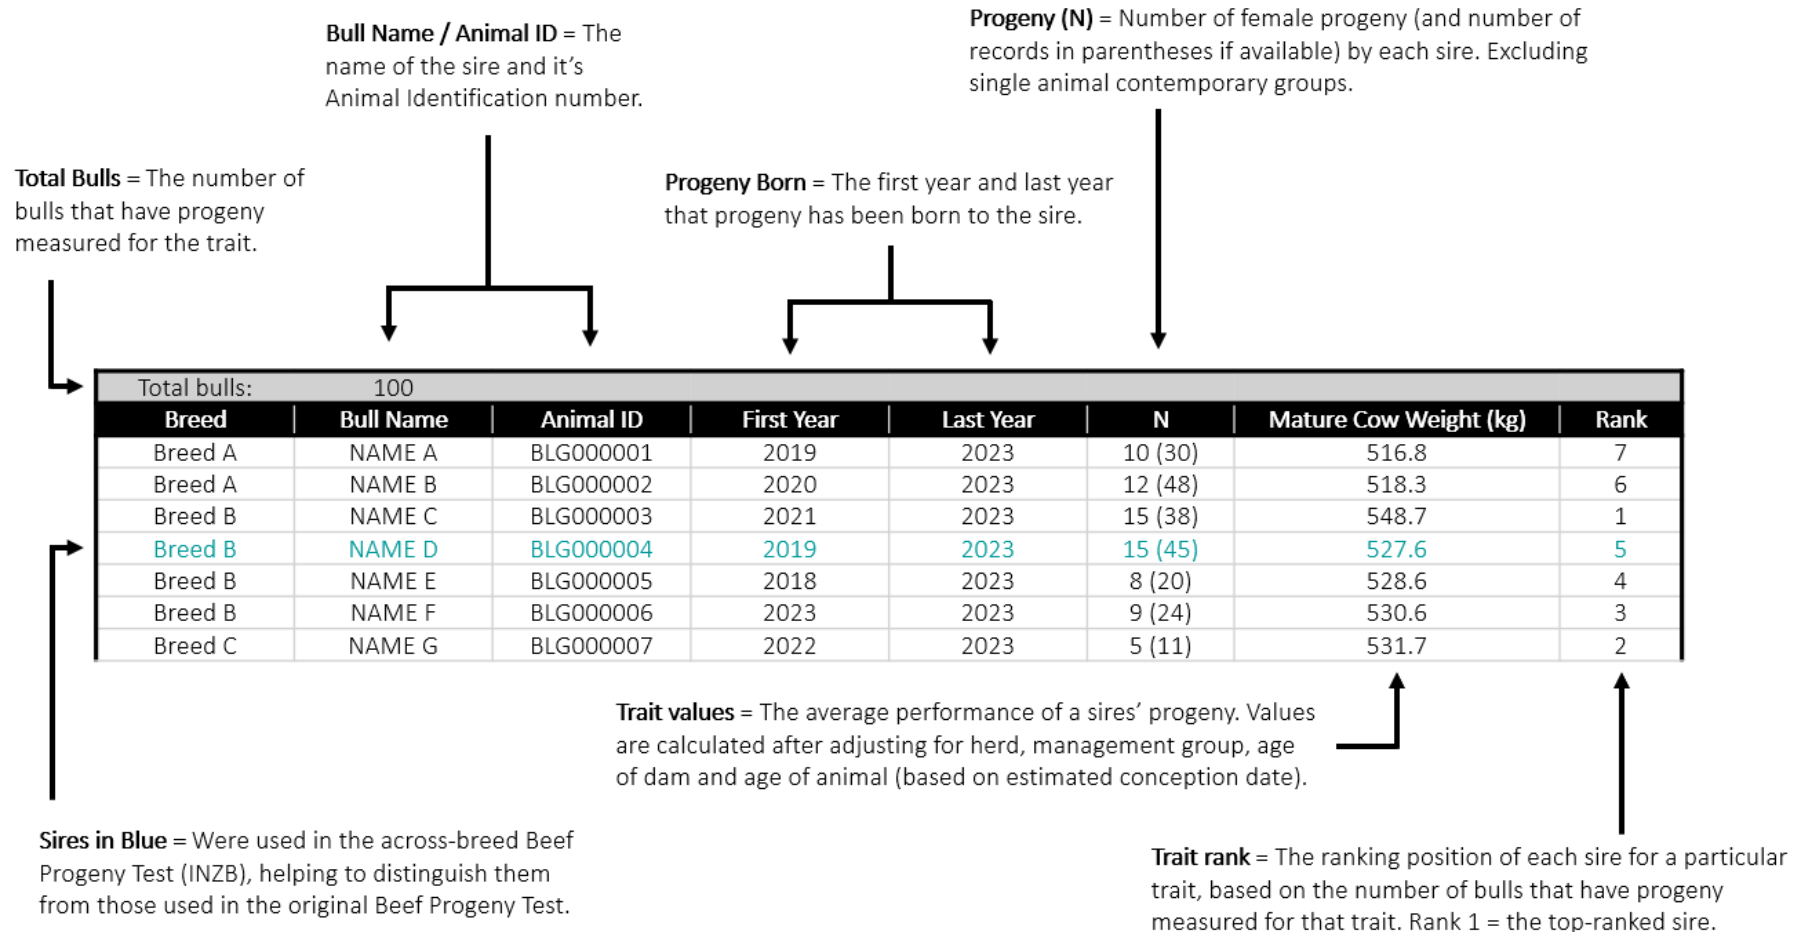 Bull Name / Animal ID = The
name of the sire and it's
Animal Identification number.
Progeny (N) = Number of female progeny (and number of
records in parentheses if available) by each sire. Excluding
single animal contemporary groups.
Total Bulls = The number of
bulls that have progeny
measured for the trait.
Progeny Born = The first year and last year
that progeny has been born to the sire.
Total bulls: 100
Breed Bull Name Animal ID First Year Last Year N Mature Cow Weight (kg) Rank
Breed A NAME A BLG000001 2019 2023 10 (30) 516.8 7
Breed A NAME B BLG000002 2020 2023 12 (48) 518.3 6
Breed B NAME C BLG000003 2021 2023 15 (38) 548.7 1
Breed B NAME D BLG000004 2019 2023 15 (45) 527.6 5
Breed B NAME E BLG000005 2018 2023 8 (20) 528.6 4
Breed B NAME F BLG000006 2023 2023 9 (24) 530.6 3
Breed C NAME G BLG000007 2022 2023 5 (11) 531.7 2
Trait values = The average performance of a sires' progeny. Values
are calculated after adjusting for herd, management group, age
of dam and age of animal (based on estimated conception date).
Sires in Blue = Were used in the across-breed Beef
Progeny Test (INZB), helping to distinguish them
from those used in the original Beef Progeny Test.
Trait rank = The ranking position of each sire for a particular
trait, based on the number of bulls that have progeny
measured for that trait. Rank 1 = the top-ranked sire.